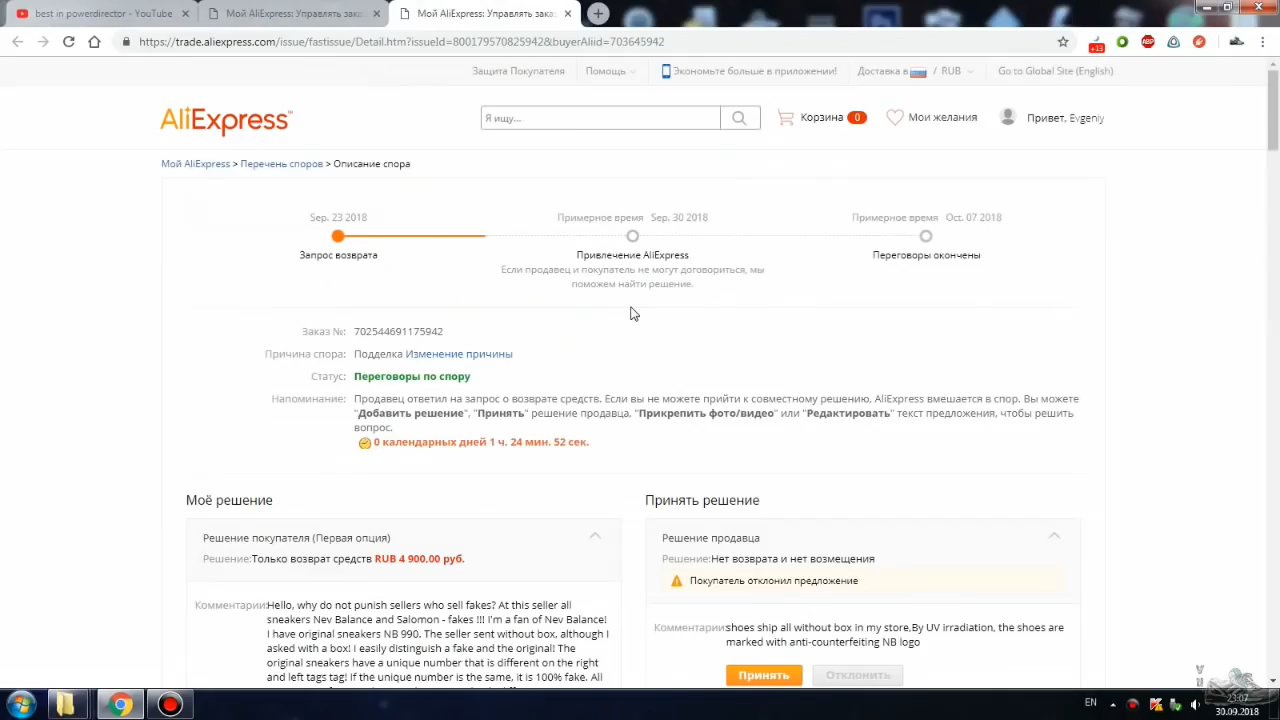 best in powerdirector - YouTube
Мой AliExpress: Управлять зака
Мой AliExpress: Управлять зака
https://trade.aliexpress.com/issue/fastissue/Detail.htm?issueId=800179570825942&buyerAliid=703645942
+13
ABP
Защита Покупателя
Помощь
Экономьте больше в приложении!
Доставка в / RUB
Go to Global Site (English)
AliExpress™
Я ищу...
Корзина 0
Мои желания
Привет, Evgeniy
Мой AliExpress > Перечень споров > Описание спора
Sep. 23 2018
Примерное время Sep. 30 2018
Примерное время Oct. 07 2018
Запрос возврата
Привлечение AliExpress
Переговоры окончены
Если продавец и покупатель не могут договориться, мы
поможем найти решение.
Заказ №: 702544691175942
Причина спора: Подделка Изменение причины
Статус: Переговоры по спору
Напоминание: Продавец ответил на запрос о возврате средств. Если вы не можете прийти к совместному решению, AliExpress вмешается в спор. Вы можете
"Добавить решение", "Принять" решение продавца, "Прикрепить фото/видео" или "Редактировать" текст предложения, чтобы решить
вопрос.
0 календарных дней 1 ч. 24 мин. 52 сек.
Моё решение
Принять решение
Решение покупателя (Первая опция)
Решение:Только возврат средств RUB 4 900,00 руб.
Комментарии:Hello, why do not punish sellers who sell fakes? At this seller all
sneakers Nev Balance and Salomon - fakes !!! I'm a fan of Nev Balance!
I have original sneakers NB 990. The seller sent without box, although I
asked with a box! I easily distinguish a fake and the original! The
original sneakers have a unique number that is different on the right
and left tags tag! If the unique number is the same, it is 100% fake. All
Решение продавца
Решение:Нет возврата и нет возмещения
Покупатель отклонил предложение
Комментарии:shoes ship all without box in my store,By UV irradiation, the shoes are
marked with anti-counterfeiting NB logo
Принять
Отклонить
EN
23:07
30.09.2018